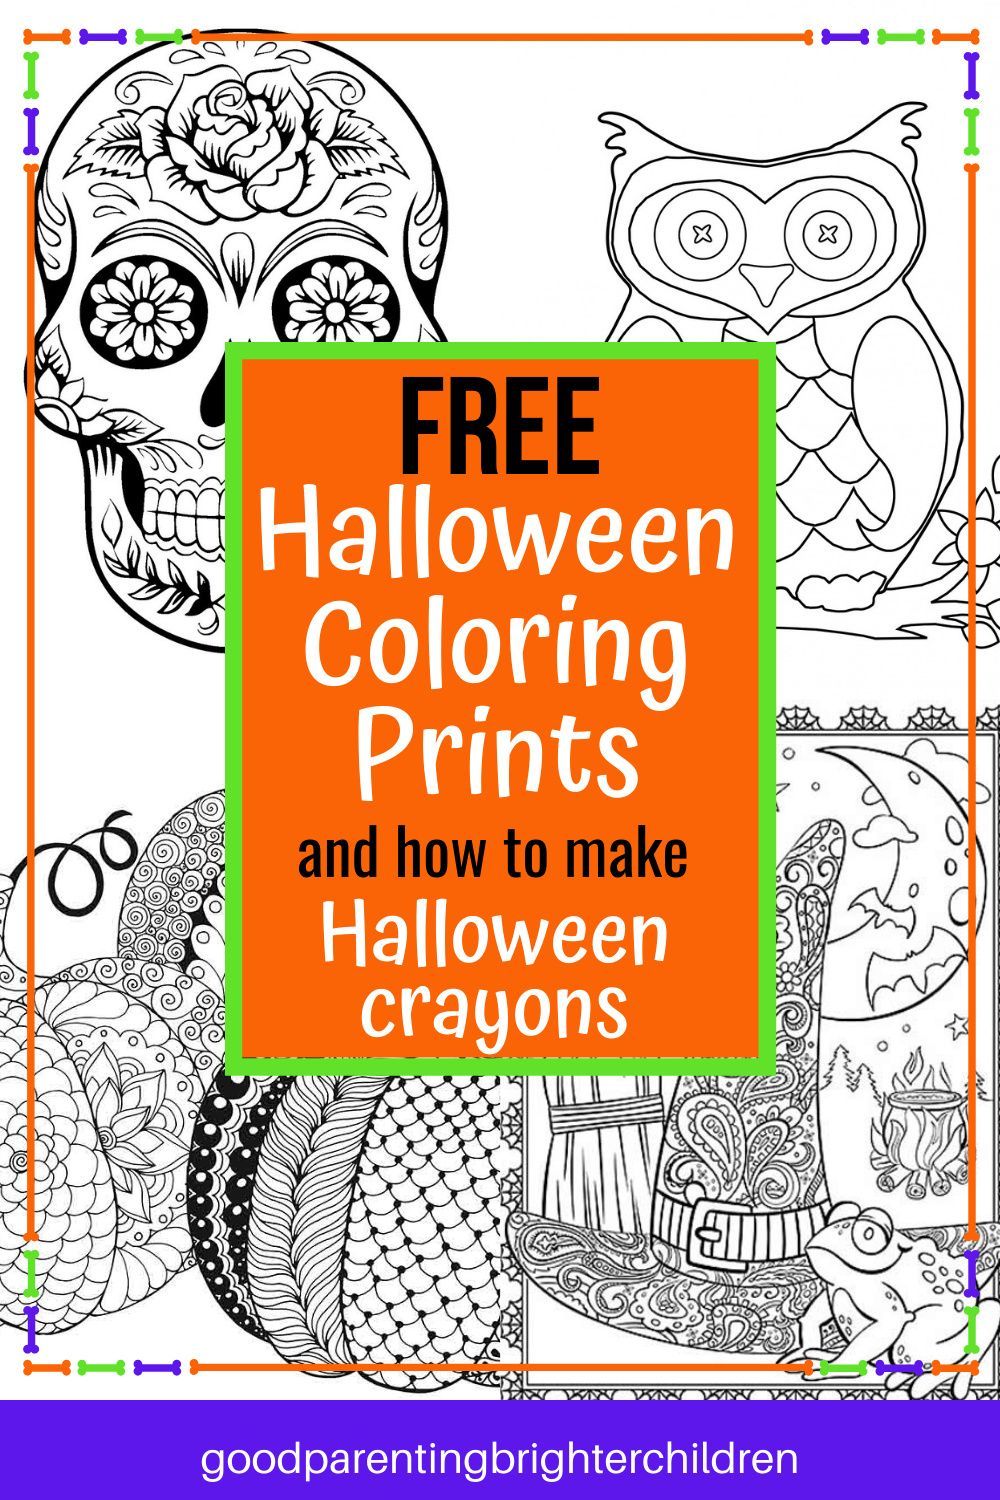 FREE
Halloween
Coloring
Prints
and how to make
Halloween
crayons
goodparentingbrighterchildren